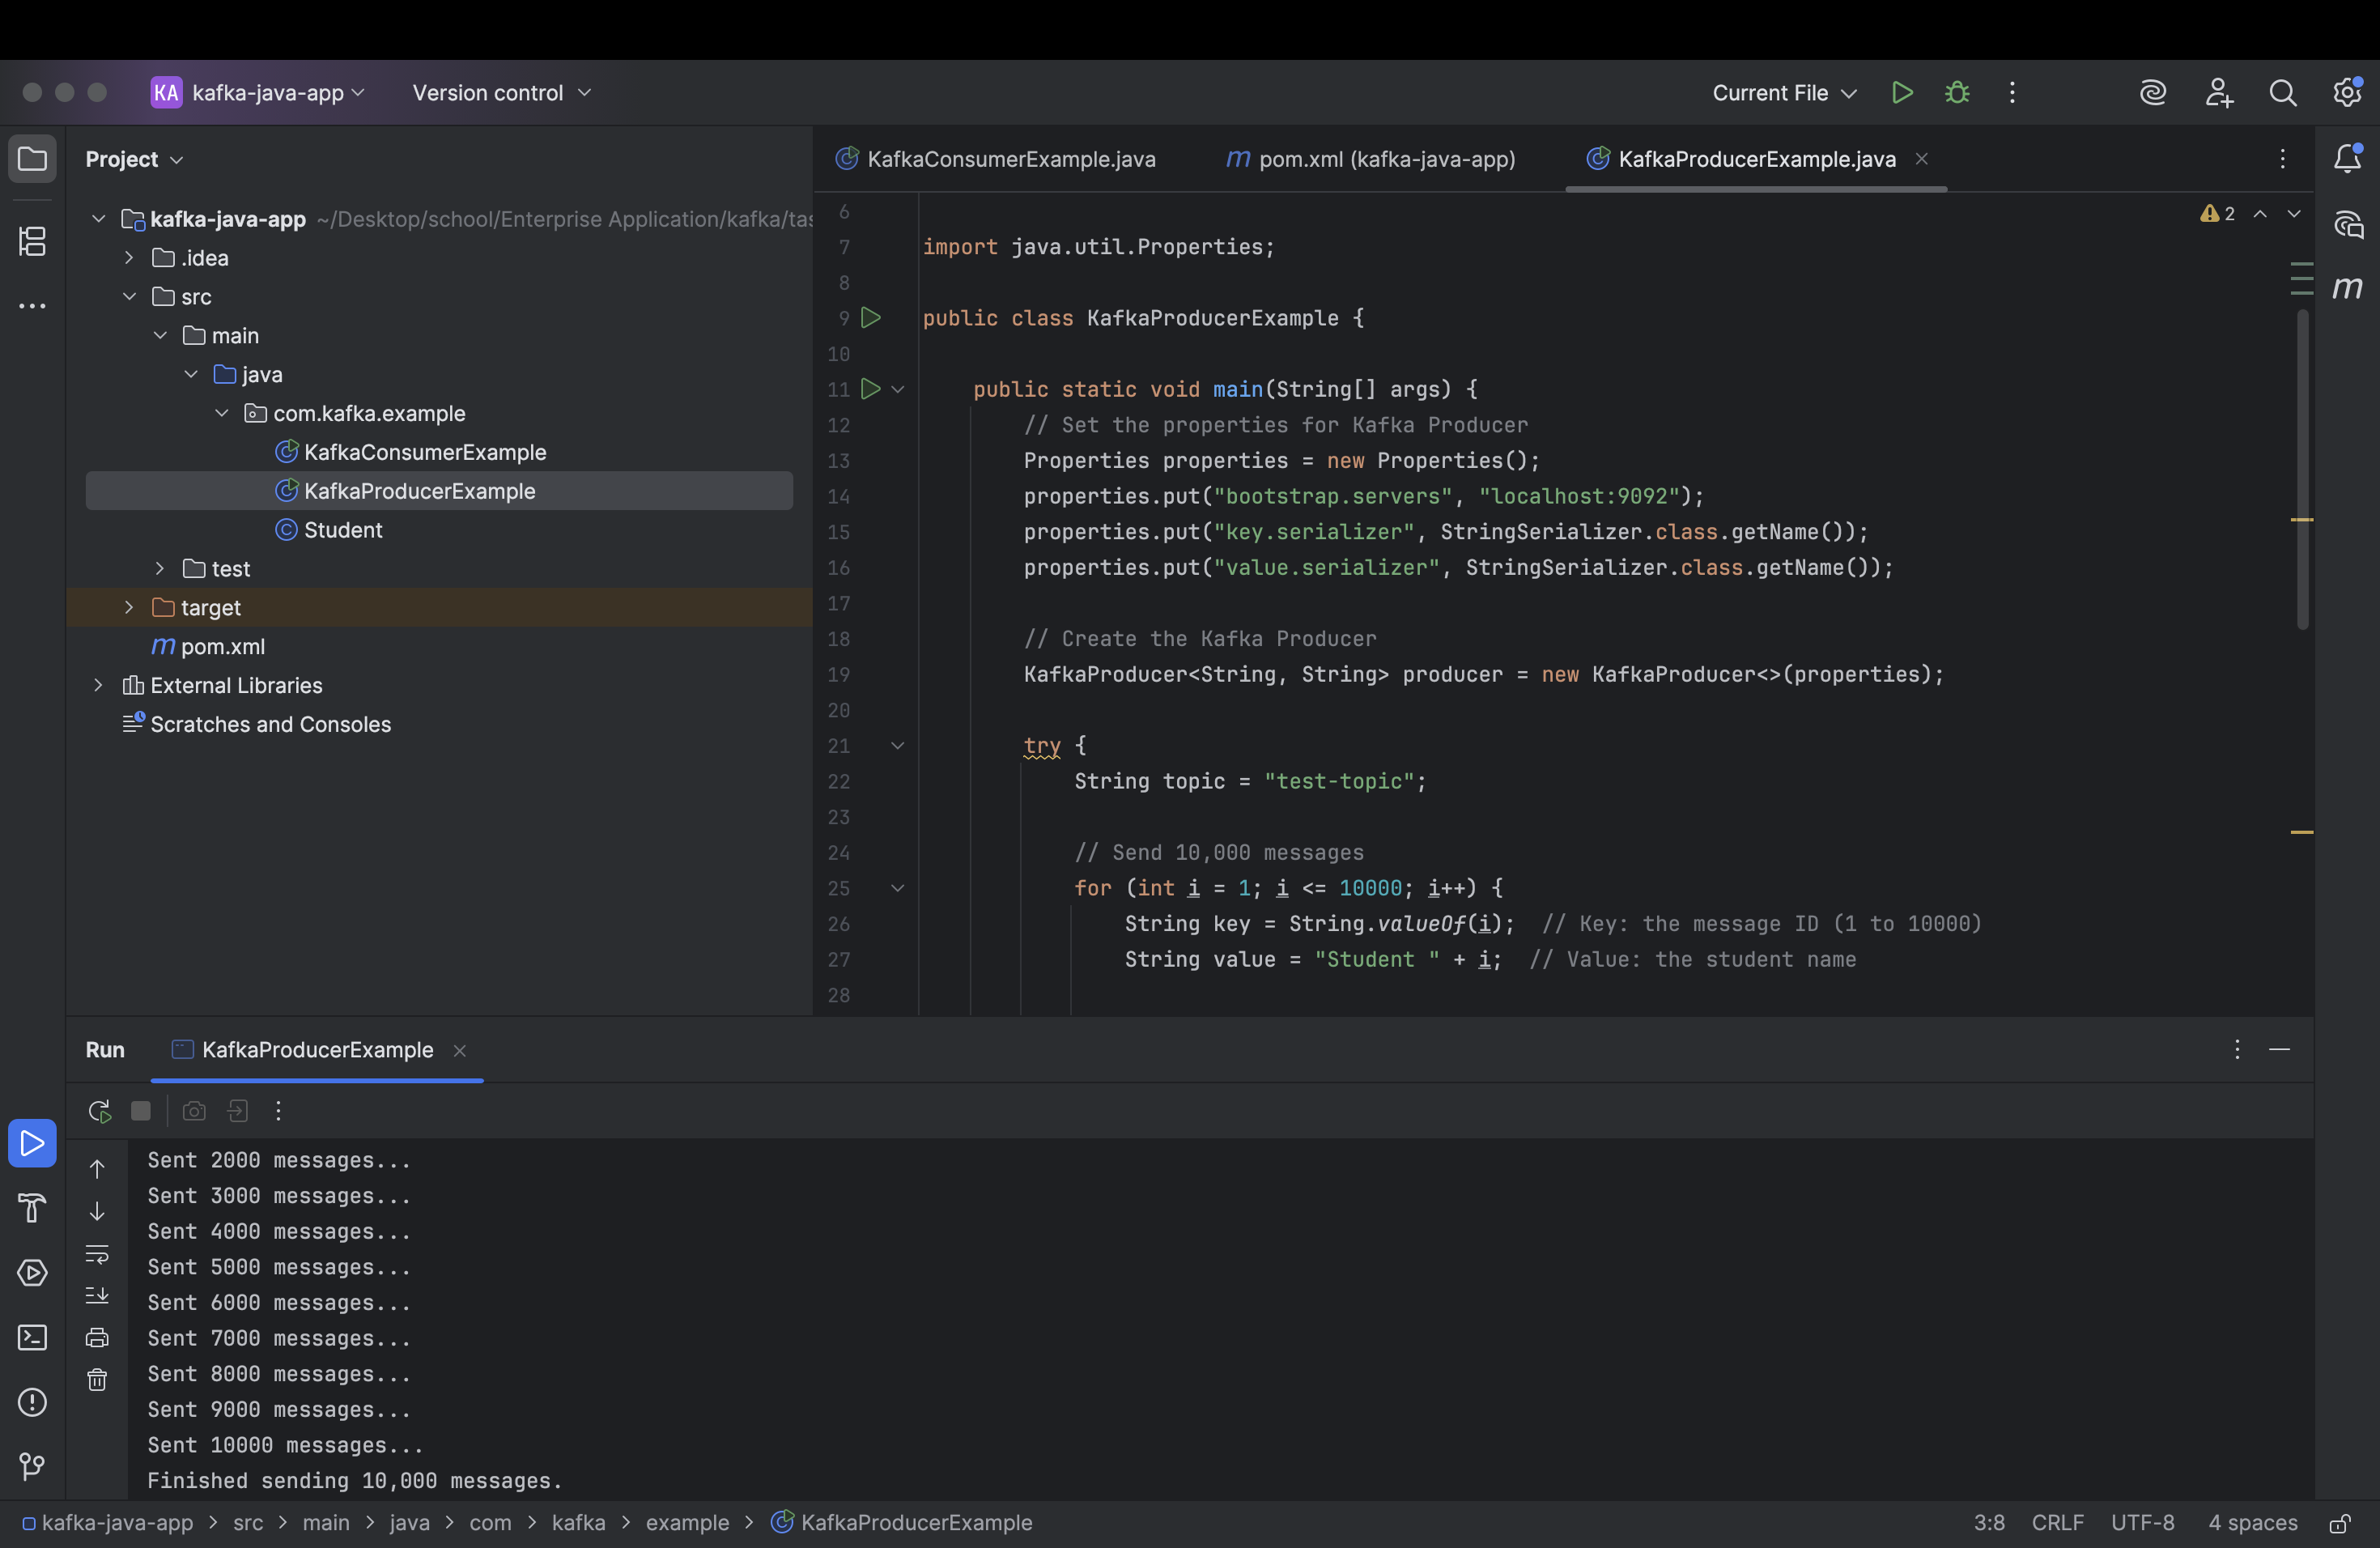 KA kafka-java-app Version control Current File
Project
kafka-java-app ~/Desktop/school/Enterprise Application/kafka/tas
.idea
src
main
java
com.kafka.example
KafkaConsumerExample
KafkaProducerExample
Student
test
target
m pom.xml
External Libraries
Scratches and Consoles
KafkaConsumerExample.java m pom.xml (kafka-java-app) KafkaProducerExample.java
2
m
6
7 import java.util.Properties;
8
9 public class KafkaProducerExample {
10
11 public static void main(String[] args) {
12 // Set the properties for Kafka Producer
13 Properties properties = new Properties();
14 properties.put("bootstrap.servers", "localhost:9092");
15 properties.put("key.serializer", StringSerializer.class.getName());
16 properties.put("value.serializer", StringSerializer.class.getName());
17
18 // Create the Kafka Producer
19 KafkaProducer<String, String> producer = new KafkaProducer<>(properties);
20
21 try {
22 String topic = "test-topic";
23
24 // Send 10,000 messages
25 for (int i = 1; i <= 10000; i++) {
26 String key = String.valueOf(i); // Key: the message ID (1 to 10000)
27 String value = "Student " + i; // Value: the student name
28
Run KafkaProducerExample
Sent 2000 messages...
Sent 3000 messages...
Sent 4000 messages...
Sent 5000 messages...
Sent 6000 messages...
Sent 7000 messages...
Sent 8000 messages...
Sent 9000 messages...
Sent 10000 messages...
Finished sending 10,000 messages.
kafka-java-app > src > main > java > com > kafka > example > KafkaProducerExample 3:8 CRLF UTF-8 4 spaces